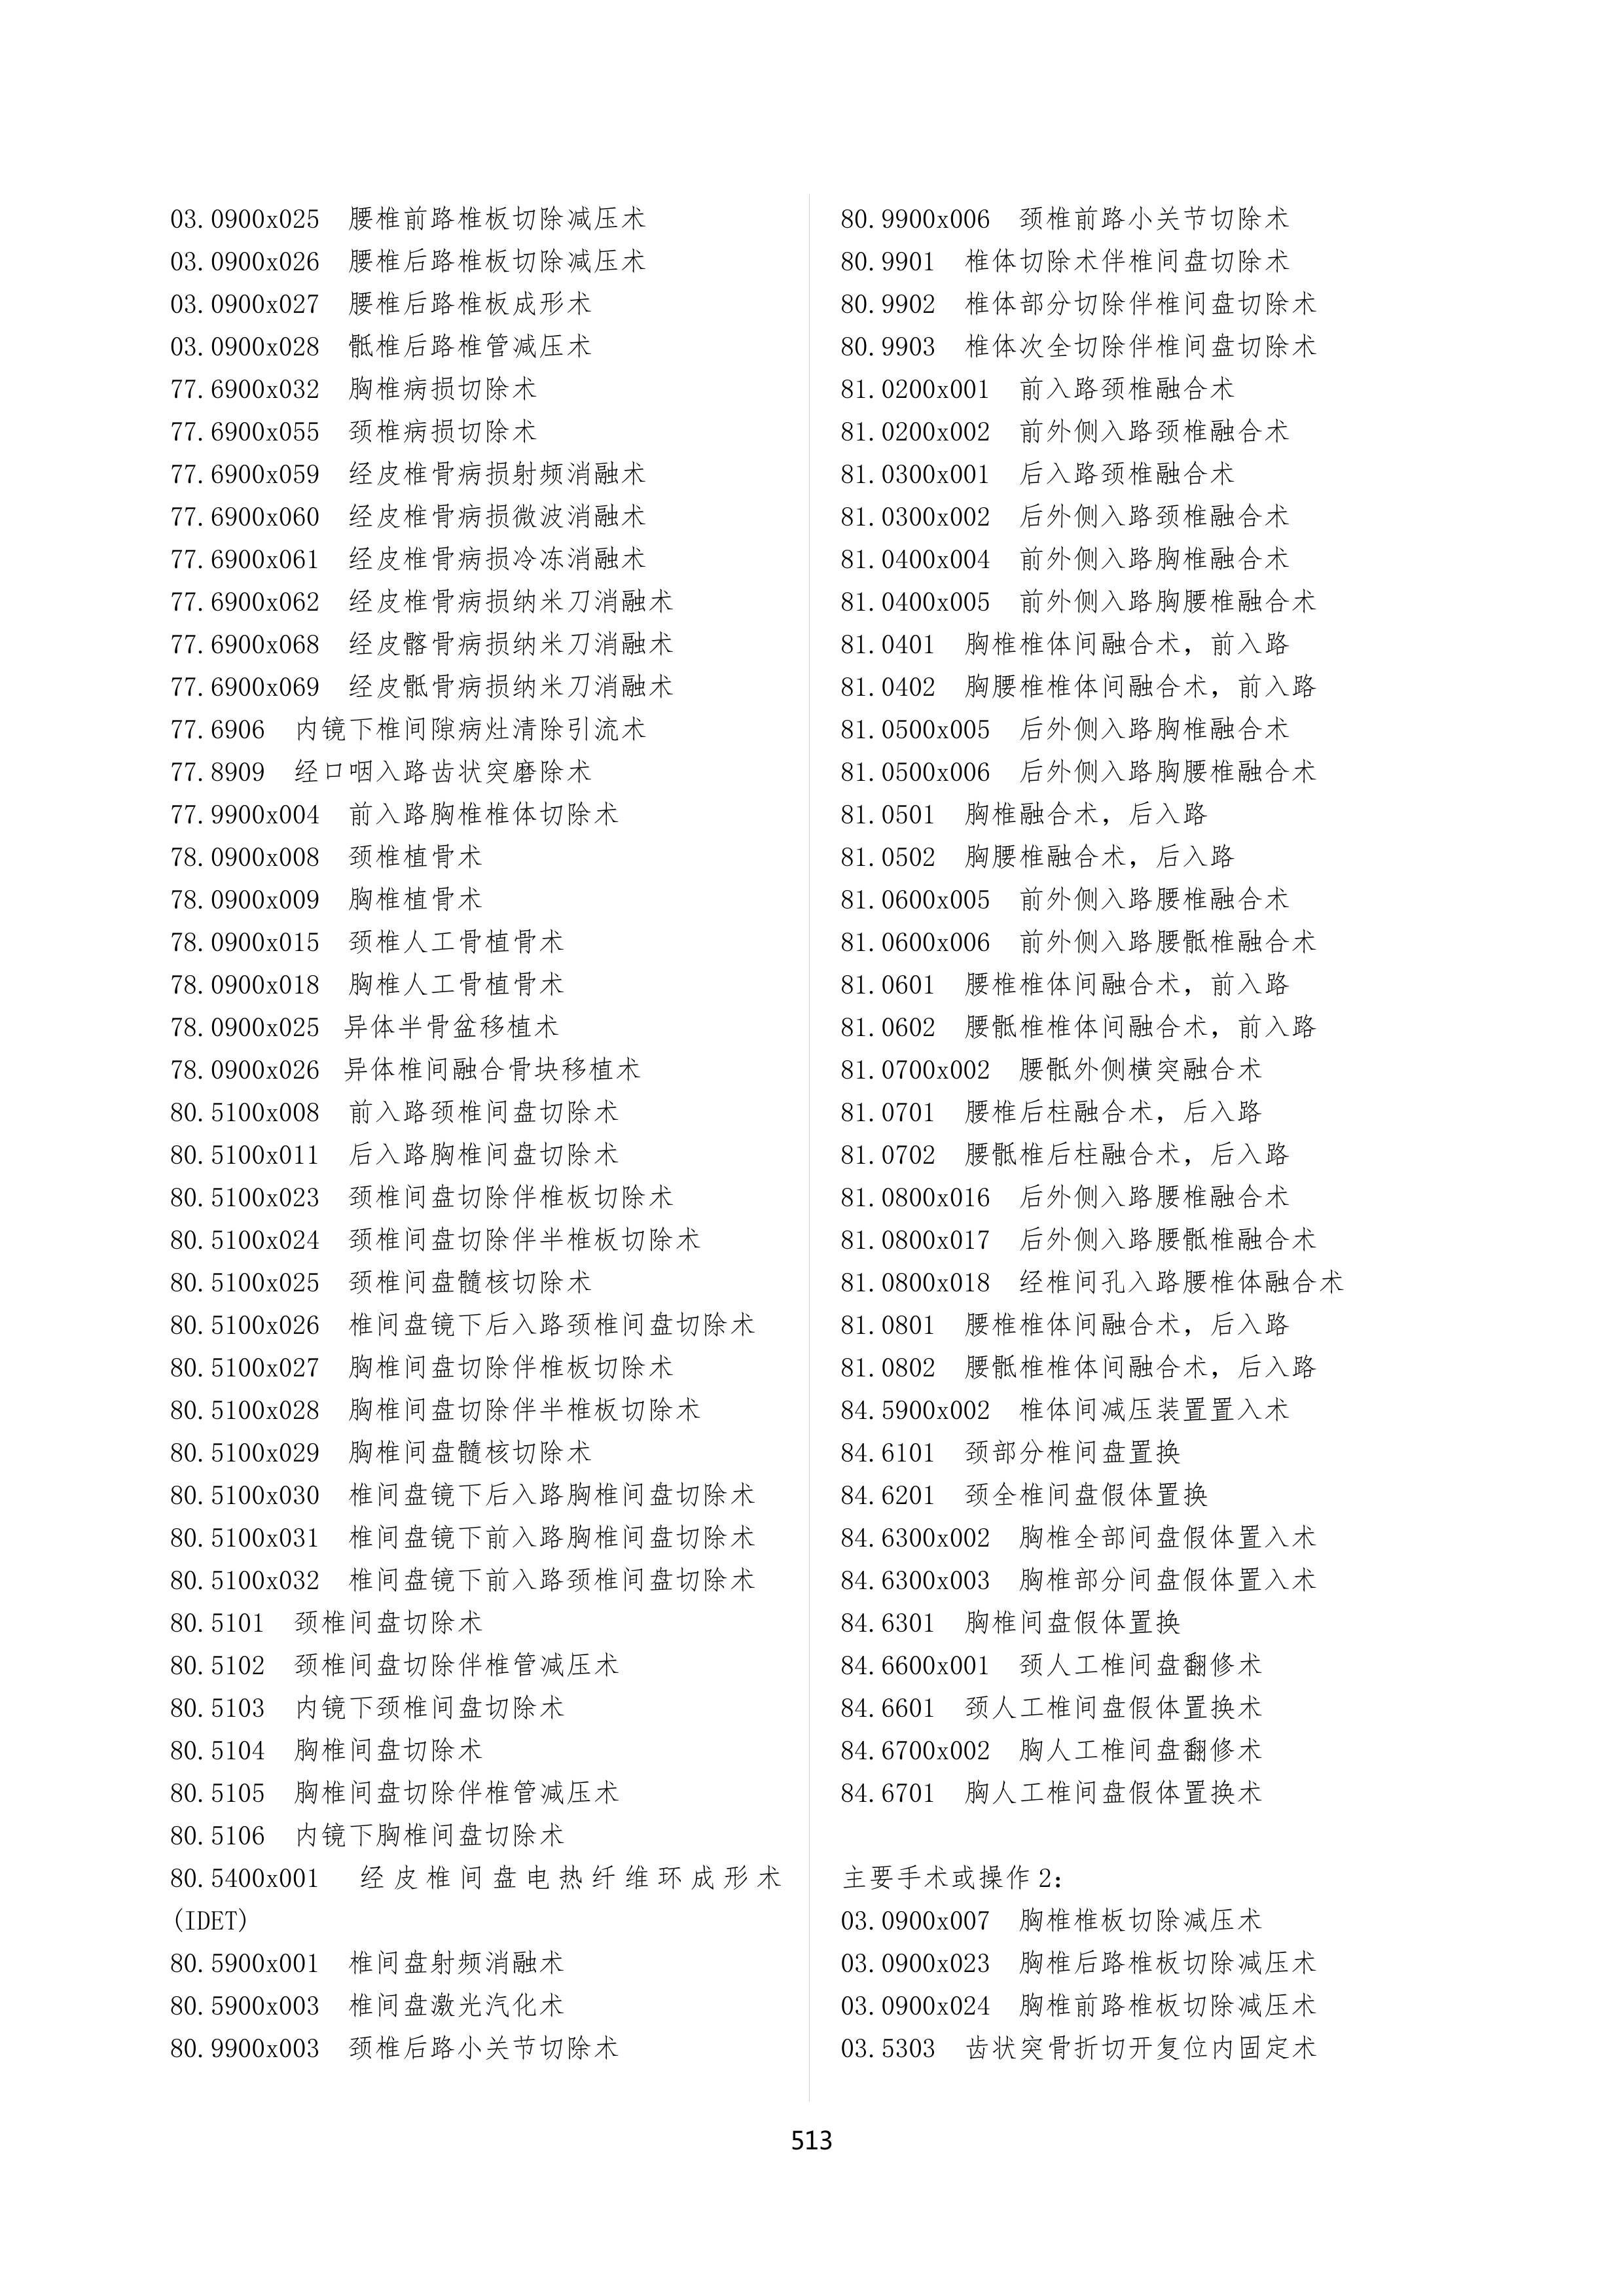 03.0900x025 腰椎前路椎板切除减压术
03.0900x026 腰椎后路椎板切除减压术
03.0900x027 腰椎后路椎板成形术
03.0900x028 骶椎后路椎管减压术
77.6900x032 胸椎病损切除术
77.6900x055 颈椎病损切除术
77.6900x059 经皮椎骨病损射频消融术
77.6900x060 经皮椎骨病损微波消融术
77.6900x061 经皮椎骨病损冷冻消融术
77.6900x062 经皮椎骨病损纳米刀消融术
77.6900x068 经皮髂骨病损纳米刀消融术
77.6900x069 经皮骶骨病损纳米刀消融术
77.6906 内镜下椎间隙病灶清除引流术
77.8909 经口咽入路齿状突磨除术
77.9900x004 前入路胸椎椎体切除术
78.0900x008 颈椎植骨术
78.0900x009 胸椎植骨术
78.0900x015 颈椎人工骨植骨术
78.0900x018 胸椎人工骨植骨术
78.0900x025 异体半骨盆移植术
78.0900x026 异体椎间融合骨块移植术
80.5100x008 前入路颈椎间盘切除术
80.5100x011 后入路胸椎间盘切除术
80.5100x023 颈椎间盘切除伴椎板切除术
80.5100x024 颈椎间盘切除伴半椎板切除术
80.5100x025 颈椎间盘髓核切除术
80.5100x026 椎间盘镜下后入路颈椎间盘切除术
80.5100x027 胸椎间盘切除伴椎板切除术
80.5100x028 胸椎间盘切除伴半椎板切除术
80.5100x029 胸椎间盘髓核切除术
80.5100x030 椎间盘镜下后入路胸椎间盘切除术
80.5100x031 椎间盘镜下前入路胸椎间盘切除术
80.5100x032 椎间盘镜下前入路颈椎间盘切除术
80.5101 颈椎间盘切除术
80.5102 颈椎间盘切除伴椎管减压术
80.5103 内镜下颈椎间盘切除术
80.5104 胸椎间盘切除术
80.5105 胸椎间盘切除伴椎管减压术
80.5106 内镜下胸椎间盘切除术
80.5400x001 经皮椎间盘电热纤维环成形术
(IDET)
80.5900x001 椎间盘射频消融术
80.5900x003 椎间盘激光汽化术
80.9900x003 颈椎后路小关节切除术
80.9900x006 颈椎前路小关节切除术
80.9901 椎体切除术伴椎间盘切除术
80.9902 椎体部分切除伴椎间盘切除术
80.9903 椎体次全切除伴椎间盘切除术
81.0200x001 前入路颈椎融合术
81.0200x002 前外侧入路颈椎融合术
81.0300x001 后入路颈椎融合术
81.0300x002 后外侧入路颈椎融合术
81.0400x004 前外侧入路胸椎融合术
81.0400x005 前外侧入路胸腰椎融合术
81.0401 胸椎椎体间融合术，前入路
81.0402 胸腰椎椎体间融合术，前入路
81.0500x005 后外侧入路胸椎融合术
81.0500x006 后外侧入路胸腰椎融合术
81.0501 胸椎融合术，后入路
81.0502 胸腰椎融合术，后入路
81.0600x005 前外侧入路腰椎融合术
81.0600x006 前外侧入路腰骶椎融合术
81.0601 腰椎椎体间融合术，前入路
81.0602 腰骶椎椎体间融合术，前入路
81.0700x002 腰骶外侧横突融合术
81.0701 腰椎后柱融合术，后入路
81.0702 腰骶椎后柱融合术，后入路
81.0800x016 后外侧入路腰椎融合术
81.0800x017 后外侧入路腰骶椎融合术
81.0800x018 经椎间孔入路腰椎体融合术
81.0801 腰椎椎体间融合术，后入路
81.0802 腰骶椎椎体间融合术，后入路
84.5900x002 椎体间减压装置置入术
84.6101 颈部分椎间盘置换
84.6201 颈全椎间盘假体置换
84.6300x002 胸椎全部间盘假体置入术
84.6300x003 胸椎部分间盘假体置入术
84.6301 胸椎间盘假体置换
84.6600x001 颈人工椎间盘翻修术
84.6601 颈人工椎间盘假体置换术
84.6700x002 胸人工椎间盘翻修术
84.6701 胸人工椎间盘假体置换术
主要手术或操作 2：
03.0900x007 胸椎椎板切除减压术
03.0900x023 胸椎后路椎板切除减压术
03.0900x024 胸椎前路椎板切除减压术
03.5303 齿状突骨折切开复位内固定术
513